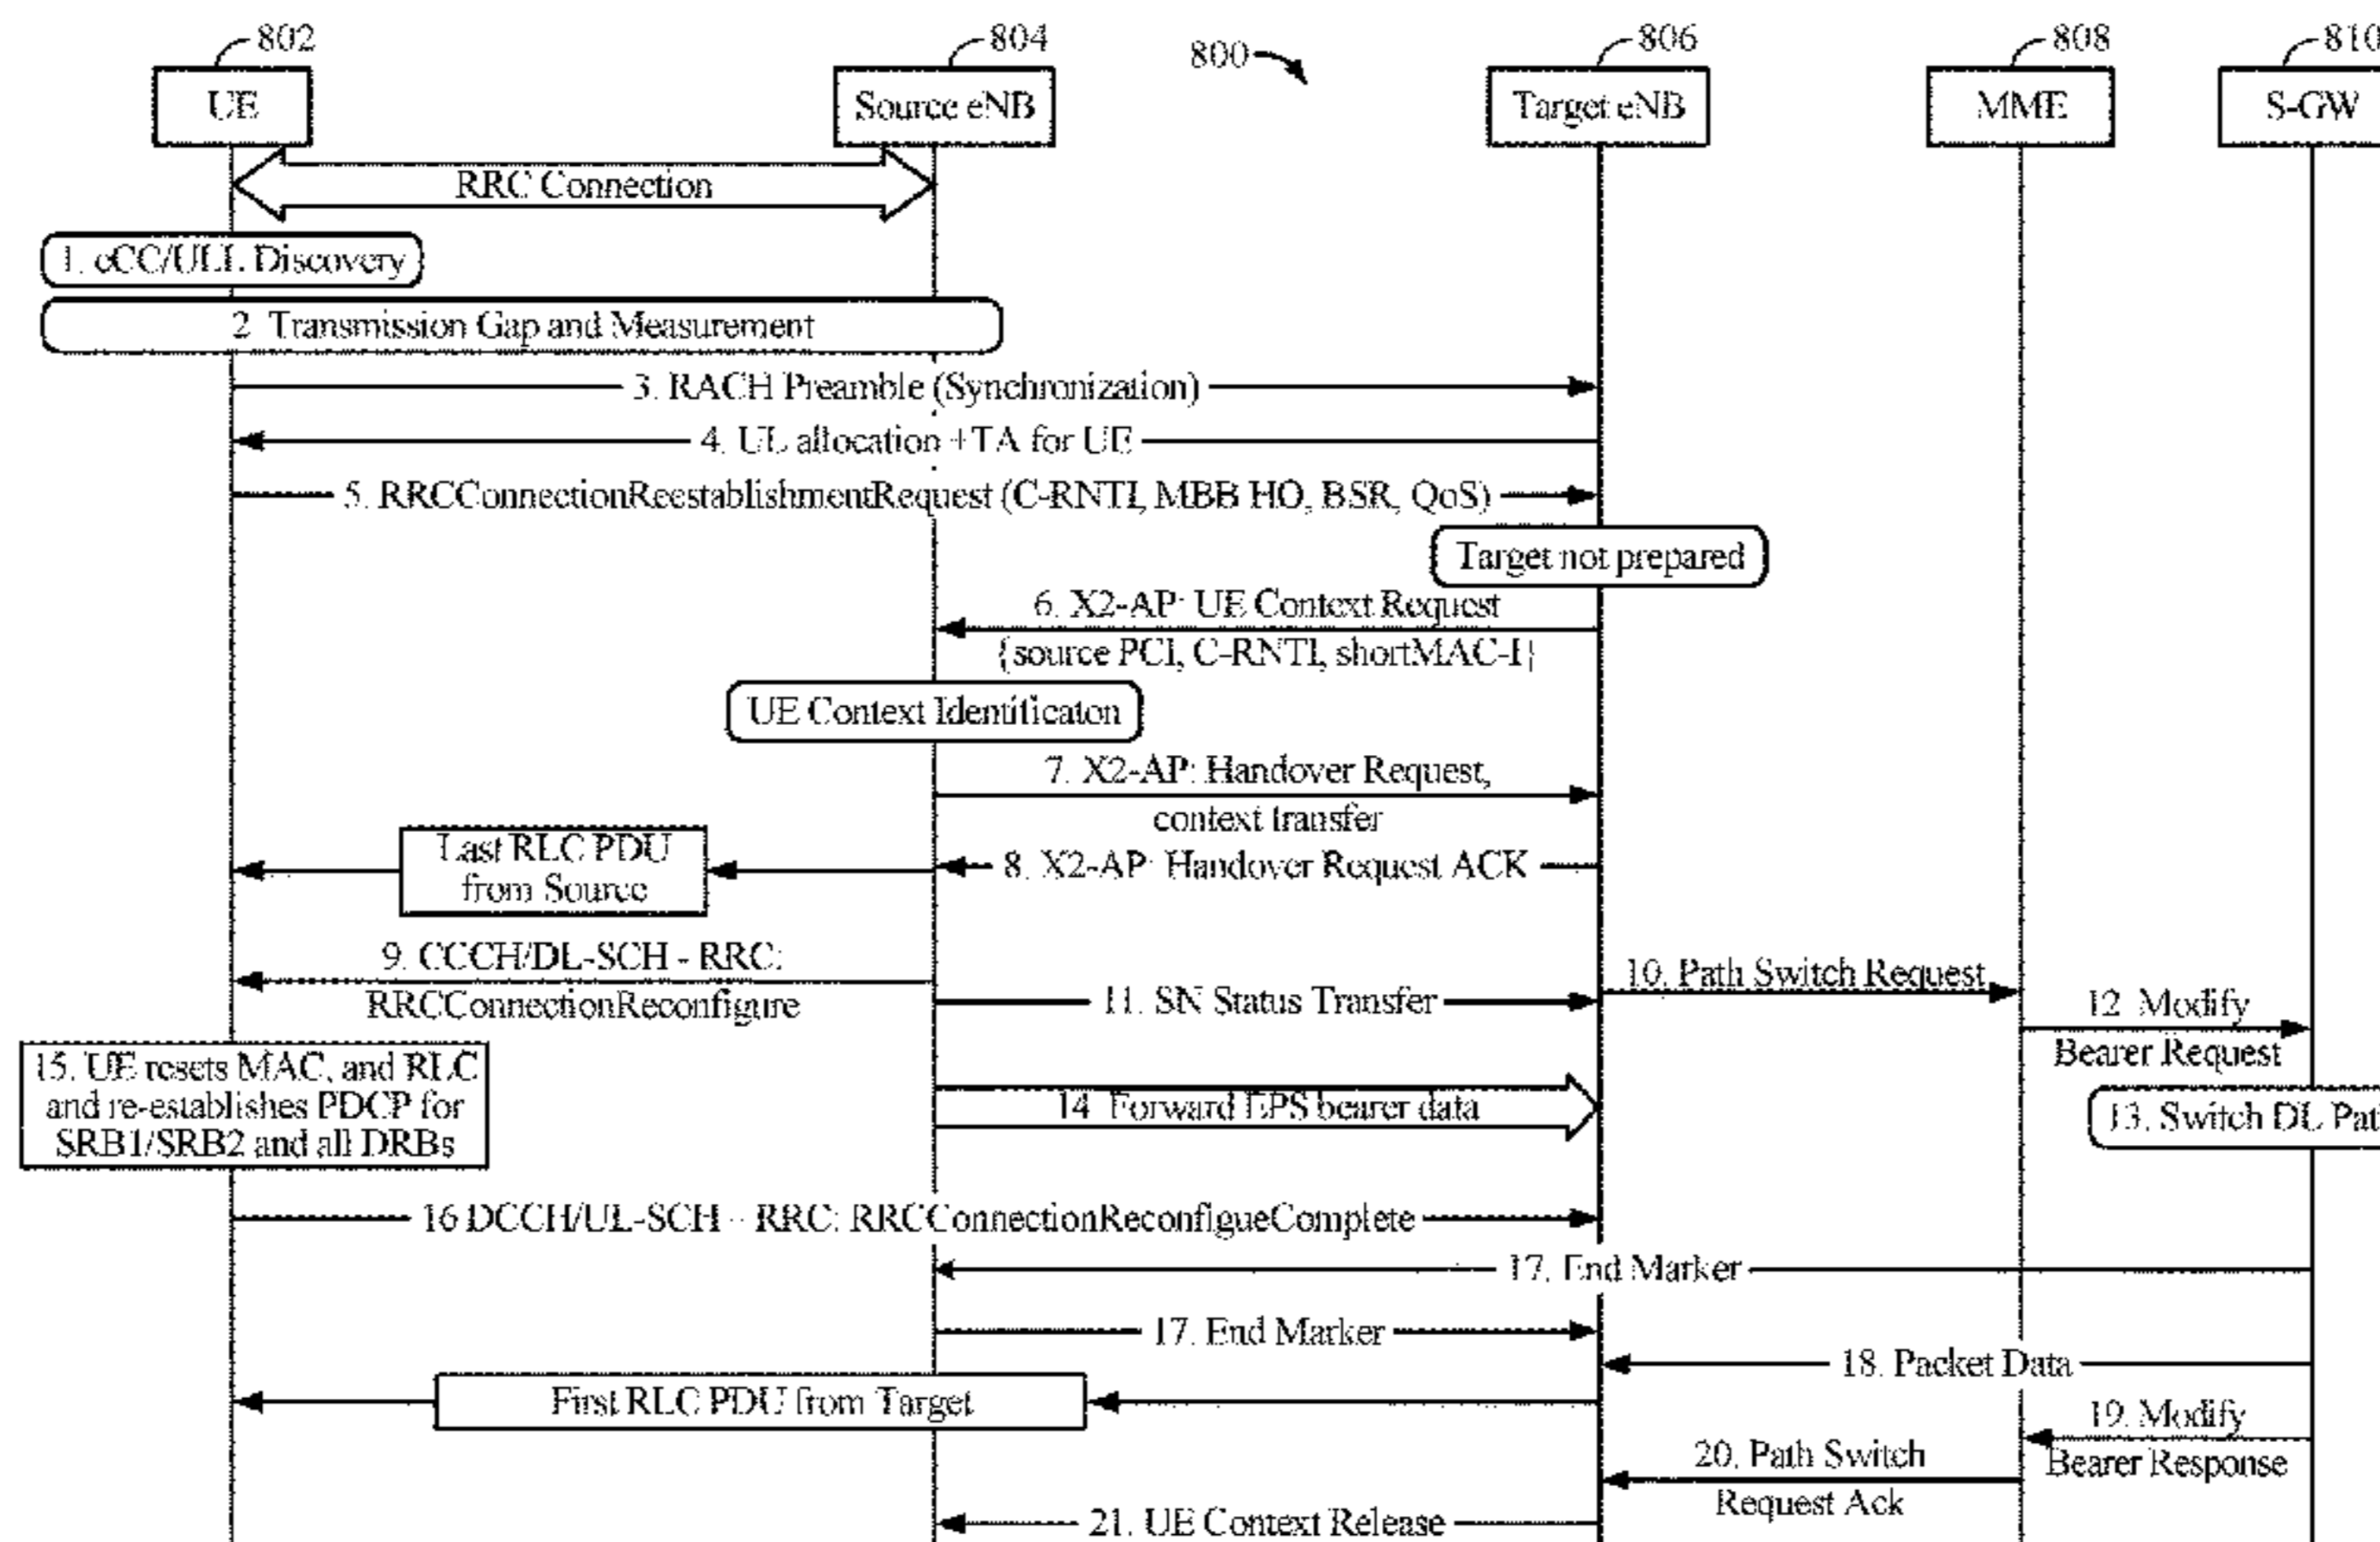 802
804
800
806
808
810
UE
Source eNB
Target eNB
MME
S-GW
RRC Connection
1. eCC/ULL Discovery
2 Transmission Gap and Measurement
3. RACH Preamble (Synchronization)
4. UL allocation +TA for UE
5. RRCConnectionReestablishmentRequest (C-RNTI, MBB HO, BSR, QoS)
Target not prepared
6. X2-AP: UE Context Request
{source PCI, C-RNTI, shortMAC-I}
UE Context Identificaton
7. X2-AP: Handover Request,
context transfer
Last RLC PDU
from Source
8. X2-AP: Handover Request ACK
9. CCCH/DL-SCH - RRC:
RRCConnectionReconfigure
10. Path Switch Request
11. SN Status Transfer
12 Modify
Bearer Request
15. UE resets MAC, and RLC
and re-establishes PDCP for
SRB1/SRB2 and all DRBs
14 Forward EPS bearer data
13. Switch DL Pat
16 DCCH/UL-SCH - RRC: RRCConnectionReconfigueComplete
17. End Marker
17. End Marker
18. Packet Data
First RLC PDU from Target
19. Modify
Bearer Response
20. Path Switch
Request Ack
21. UE Context Release